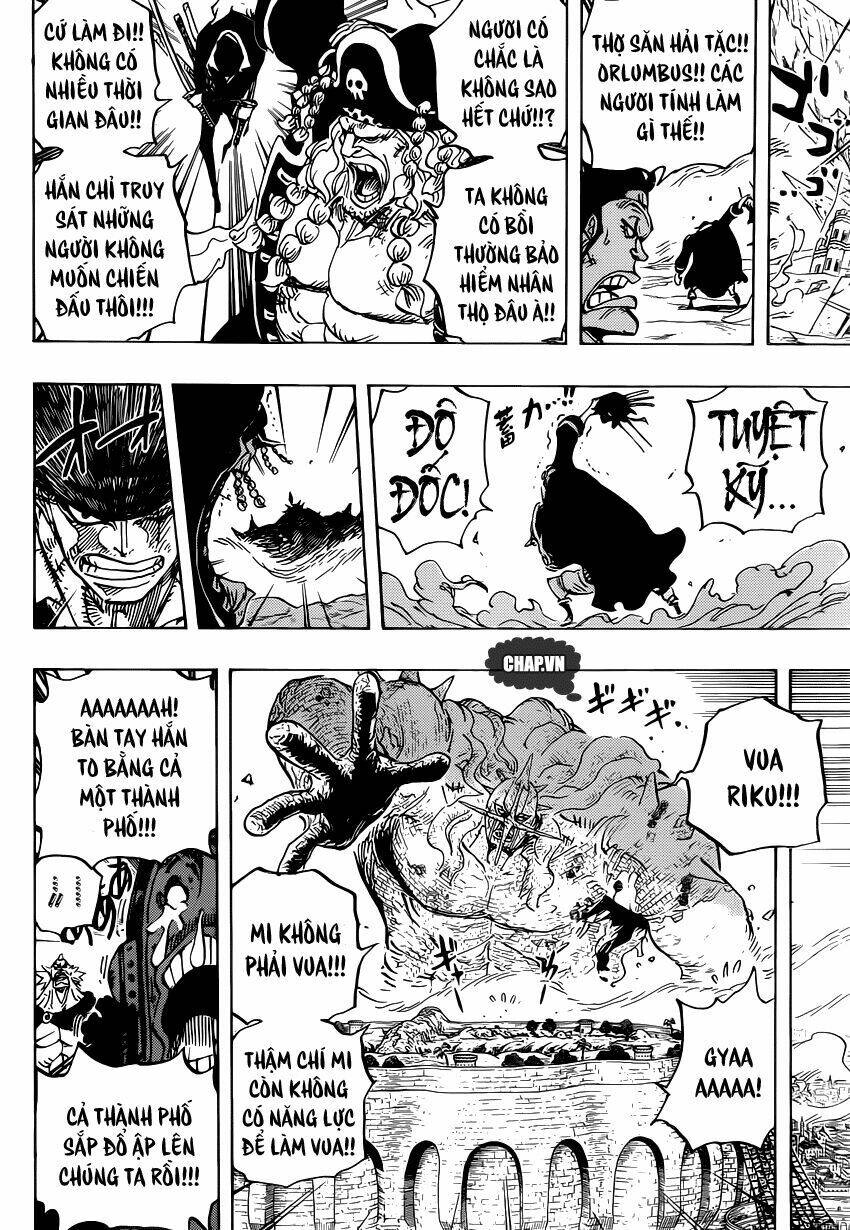 THỢ SĂN HẢI TẶC!!
ORLUMBUS!! CÁC
NGƯỜI TÍNH LÀM
GÌ THẾ!!
NGƯƠI CÓ
CHẮC LÀ
KHÔNG SAO
HẾT CHỨ!!?
TA KHÔNG
CÓ BỒI
THƯỜNG BẢO
HIỂM NHÂN
THỌ ĐÂU À!!
CỨ LÀM ĐI!!
KHÔNG CÓ
NHIỀU THỜI
GIAN ĐÂU!!
HẮN CHỈ TRUY
SÁT NHỮNG
NGƯỜI KHÔNG
MUỐN CHIẾN
ĐẤU THÔI!!!
TUYỆT
KỸ...
ĐÔ
ĐỐC!
CHAP.VN
VUA
RIKU!!!
GYAA
AAAAA!
MI KHÔNG
PHẢI VUA!!!
THẬM CHÍ MI
CÒN KHÔNG
CÓ NĂNG LỰC
ĐỂ LÀM VUA!!
AAAAAAAH!
BÀN TAY HẮN
TO BẰNG CẢ
MỘT THÀNH
PHỐ!!!
CẢ THÀNH PHỐ
SẮP ĐỔ ẬP LÊN
CHÚNG TA RỒI!!!